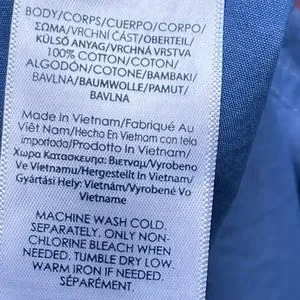 BODY/CORPS/CUERPO/CORPO/
ΣΩΜΑ/VRCHNÍ ČÁST/OBERTEIL/
KÜLSŐ ANYAG/VRCHNÁ VRSTVA
100% COTTON/COTON/
ALGODÓN/COTONE/BAMBAKI/
BAVLNA/BAUMWOLLE/PAMUT/
BAVLNA
Made In Vietnam/Fabriqué Au
Viêt Nam/Hecho En Vietnam con tela
importado/Prodotto In Vietnam/
Χωρα Κατασκευης: Βιετναμ/Vyrobeno
Ve Vietnamu/Hergestellt In Vietnam/
Gyártási Hely: Vietnám/Vyrobené Vo
Vietname
MACHINE WASH COLD.
SEPARATELY. ONLY NON-
CHLORINE BLEACH WHEN
NEEDED. TUMBLE DRY LOW.
WARM IRON IF NEEDED.
SÉPARÉMENT.